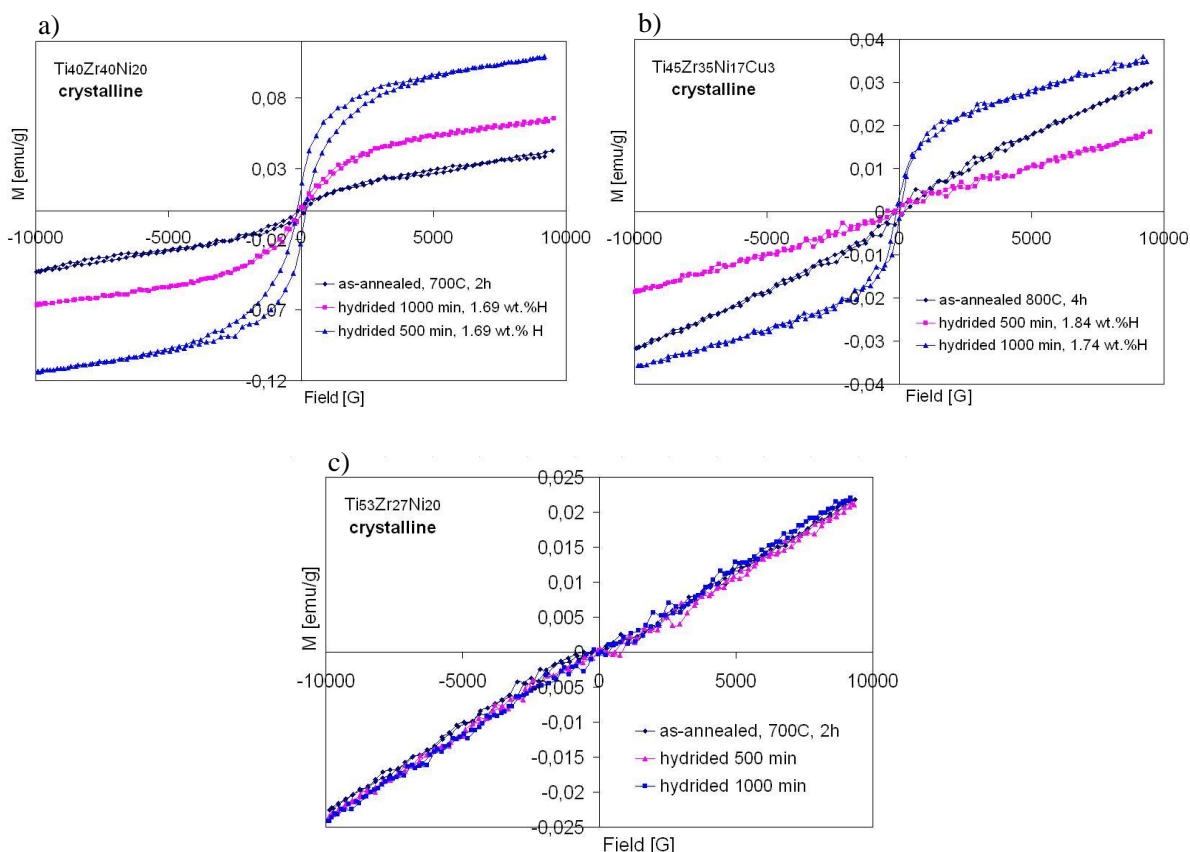 a)
Ti40Zr40Ni20
crystalline
M [emu/g]
0,08
0,03
-0,02
-0,07
-0,12
-10000
-5000
0
5000
10000
as-annealed, 700C, 2h
hydrided 1000 min, 1.69 wt.%H
hydrided 500 min, 1.69 wt.% H
Field [G]
b)
Ti45Zr35Ni17Cu3
crystalline
M [emu/g]
0,04
0,03
0,02
0,01
0
-0,01
-0,02
-0,03
-0,04
-10000
-5000
0
5000
10000
as-annealed 800C, 4h
hydrided 500 min, 1.84 wt.%H
hydrided 1000 min, 1.74 wt.%H
Field [G]
c)
Ti53Zr27Ni20
crystalline
M [emu/g]
0,025
0,02
0,015
0,01
0,005
0
-0,005
-0,01
-0,015
-0,02
-0,025
-10000
-5000
0
5000
10000
as-annealed, 700C, 2h
hydrided 500 min
hydrided 1000 min
Field [G]